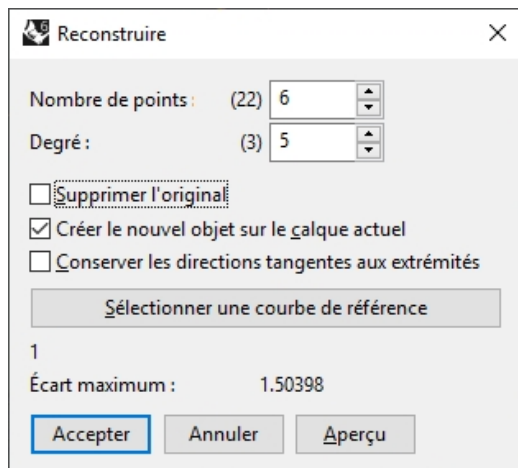 Reconstruire
Nombre de points : (22) 6
Degré : (3) 5
Supprimer l'original
Créer le nouvel objet sur le calque actuel
Conserver les directions tangentes aux extrémités
Sélectionner une courbe de référence
1
Écart maximum : 1.50398
Accepter Annuler Aperçu